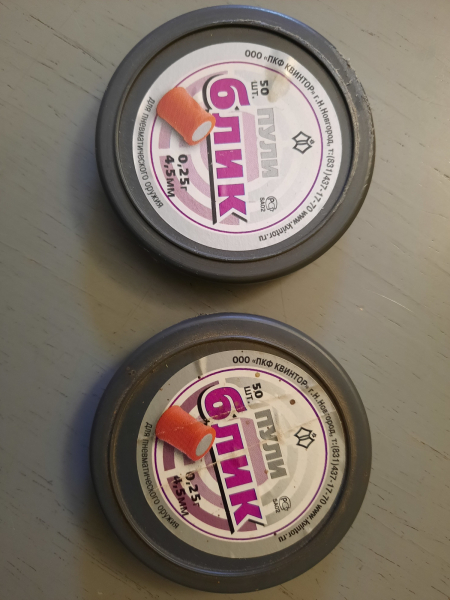 ООО "ПКФ КВИНТОР" г.Н.Новгород, т:(831)437-17-70 www.kvintor.ru
50
ШТ.
ПУЛИ
БЛИК
0,25г
4,5мм
ДЛЯ ПНЕВМАТИЧЕСКОГО ОРУЖИЯ
ООО "ПКФ КВИНТОР" г.Н.Новгород, т:(831)437-17-70 www.kvintor.ru
50
ШТ.
ПУЛИ
БЛИК
0,25г
4,5мм
ДЛЯ ПНЕВМАТИЧЕСКОГО ОРУЖИЯ